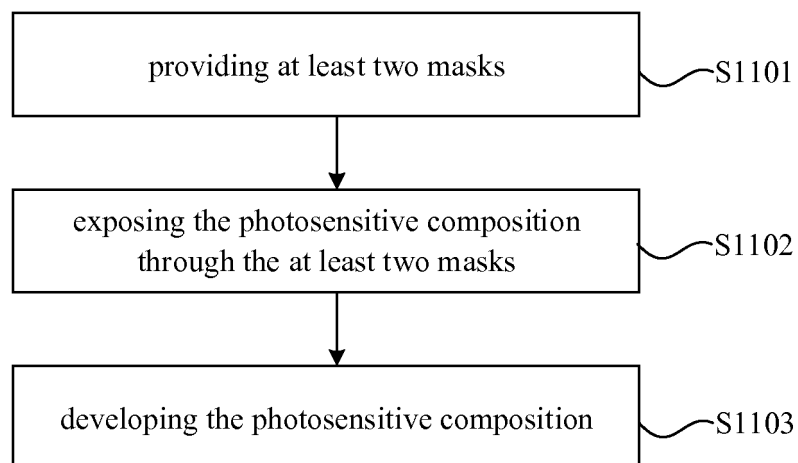 providing at least two masks
S1101
exposing the photosensitive composition
through the at least two masks
S1102
developing the photosensitive composition
S1103